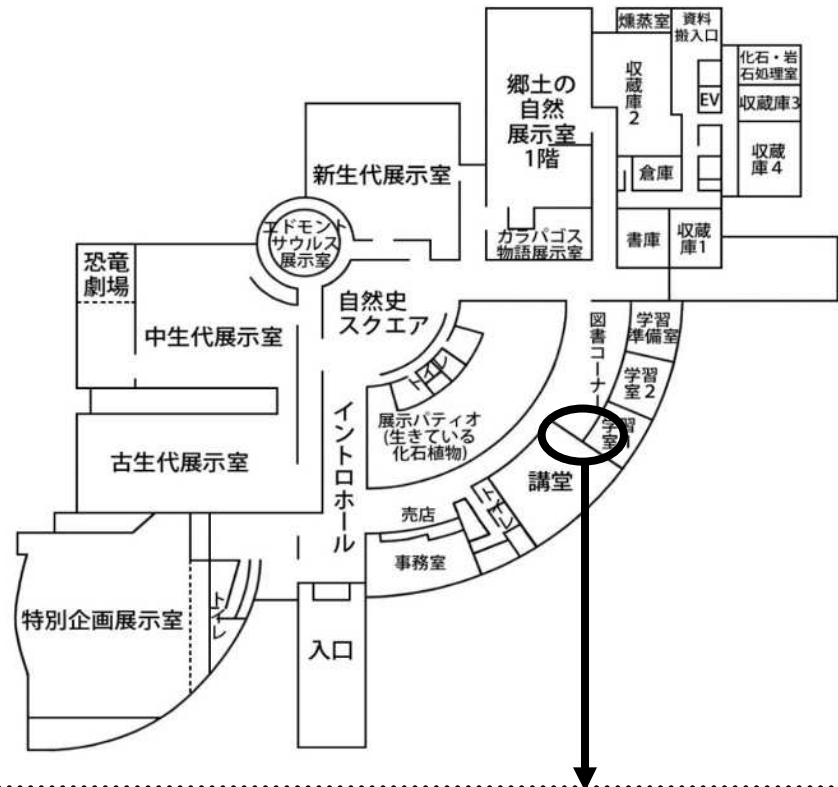 燻蒸室
資料
搬入口
化石・岩
石処理室
収蔵庫2
EV
収蔵庫3
収蔵
庫4
郷土の
自然
展示室
1階
倉庫
新生代展示室
ガラパゴス
物語展示室
書庫
収蔵
庫1
エドモント
サウルス
展示室
恐竜
劇場
自然史
スクエア
中生代展示室
図書コーナー
学習
準備室
学習
室2
学習
室
トイレ
展示パティオ
(生きている
化石植物)
イントロホール
古生代展示室
講堂
売店
トイレ
事務室
特別企画展示室
トイレ
入口